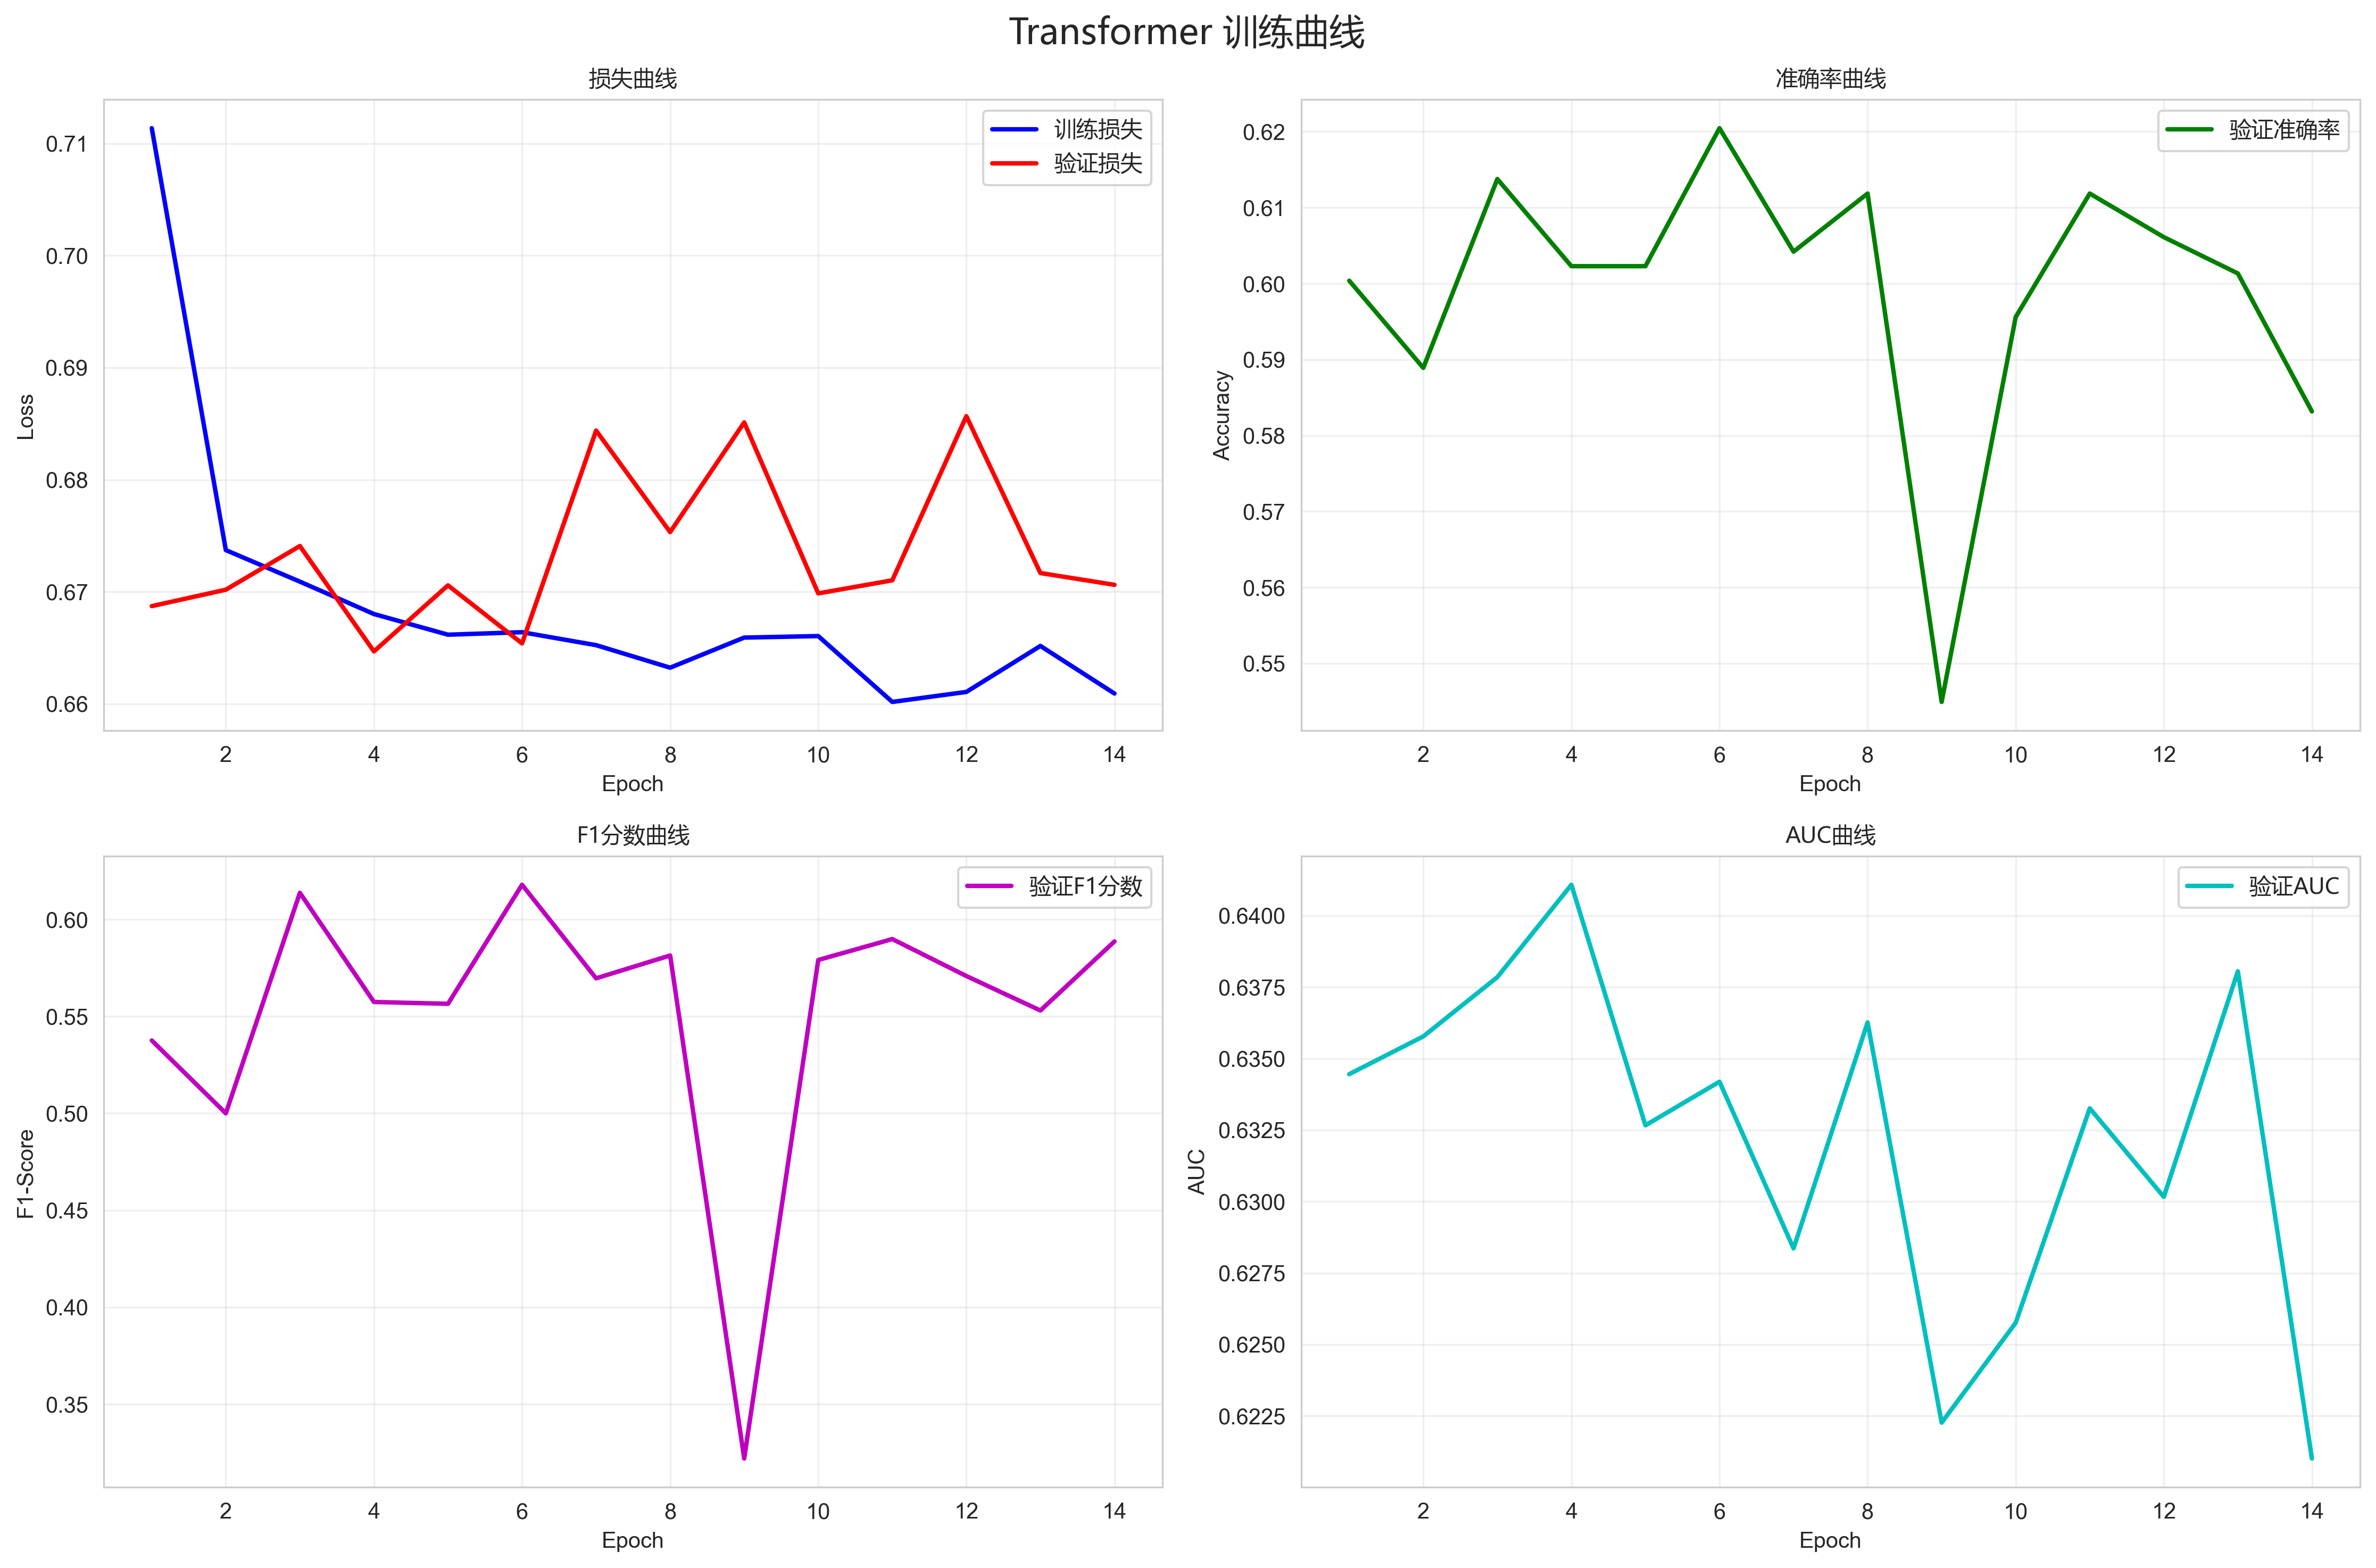 Transformer 训练曲线
损失曲线
训练损失
验证损失
Loss
0.71
0.70
0.69
0.68
0.67
0.66
2 4 6 8 10 12 14
Epoch
准确率曲线
验证准确率
Accuracy
0.62
0.61
0.60
0.59
0.58
0.57
0.56
0.55
2 4 6 8 10 12 14
Epoch
F1分数曲线
验证F1分数
F1-Score
0.60
0.55
0.50
0.45
0.40
0.35
2 4 6 8 10 12 14
Epoch
AUC曲线
验证AUC
AUC
0.6400
0.6375
0.6350
0.6325
0.6300
0.6275
0.6250
0.6225
2 4 6 8 10 12 14
Epoch